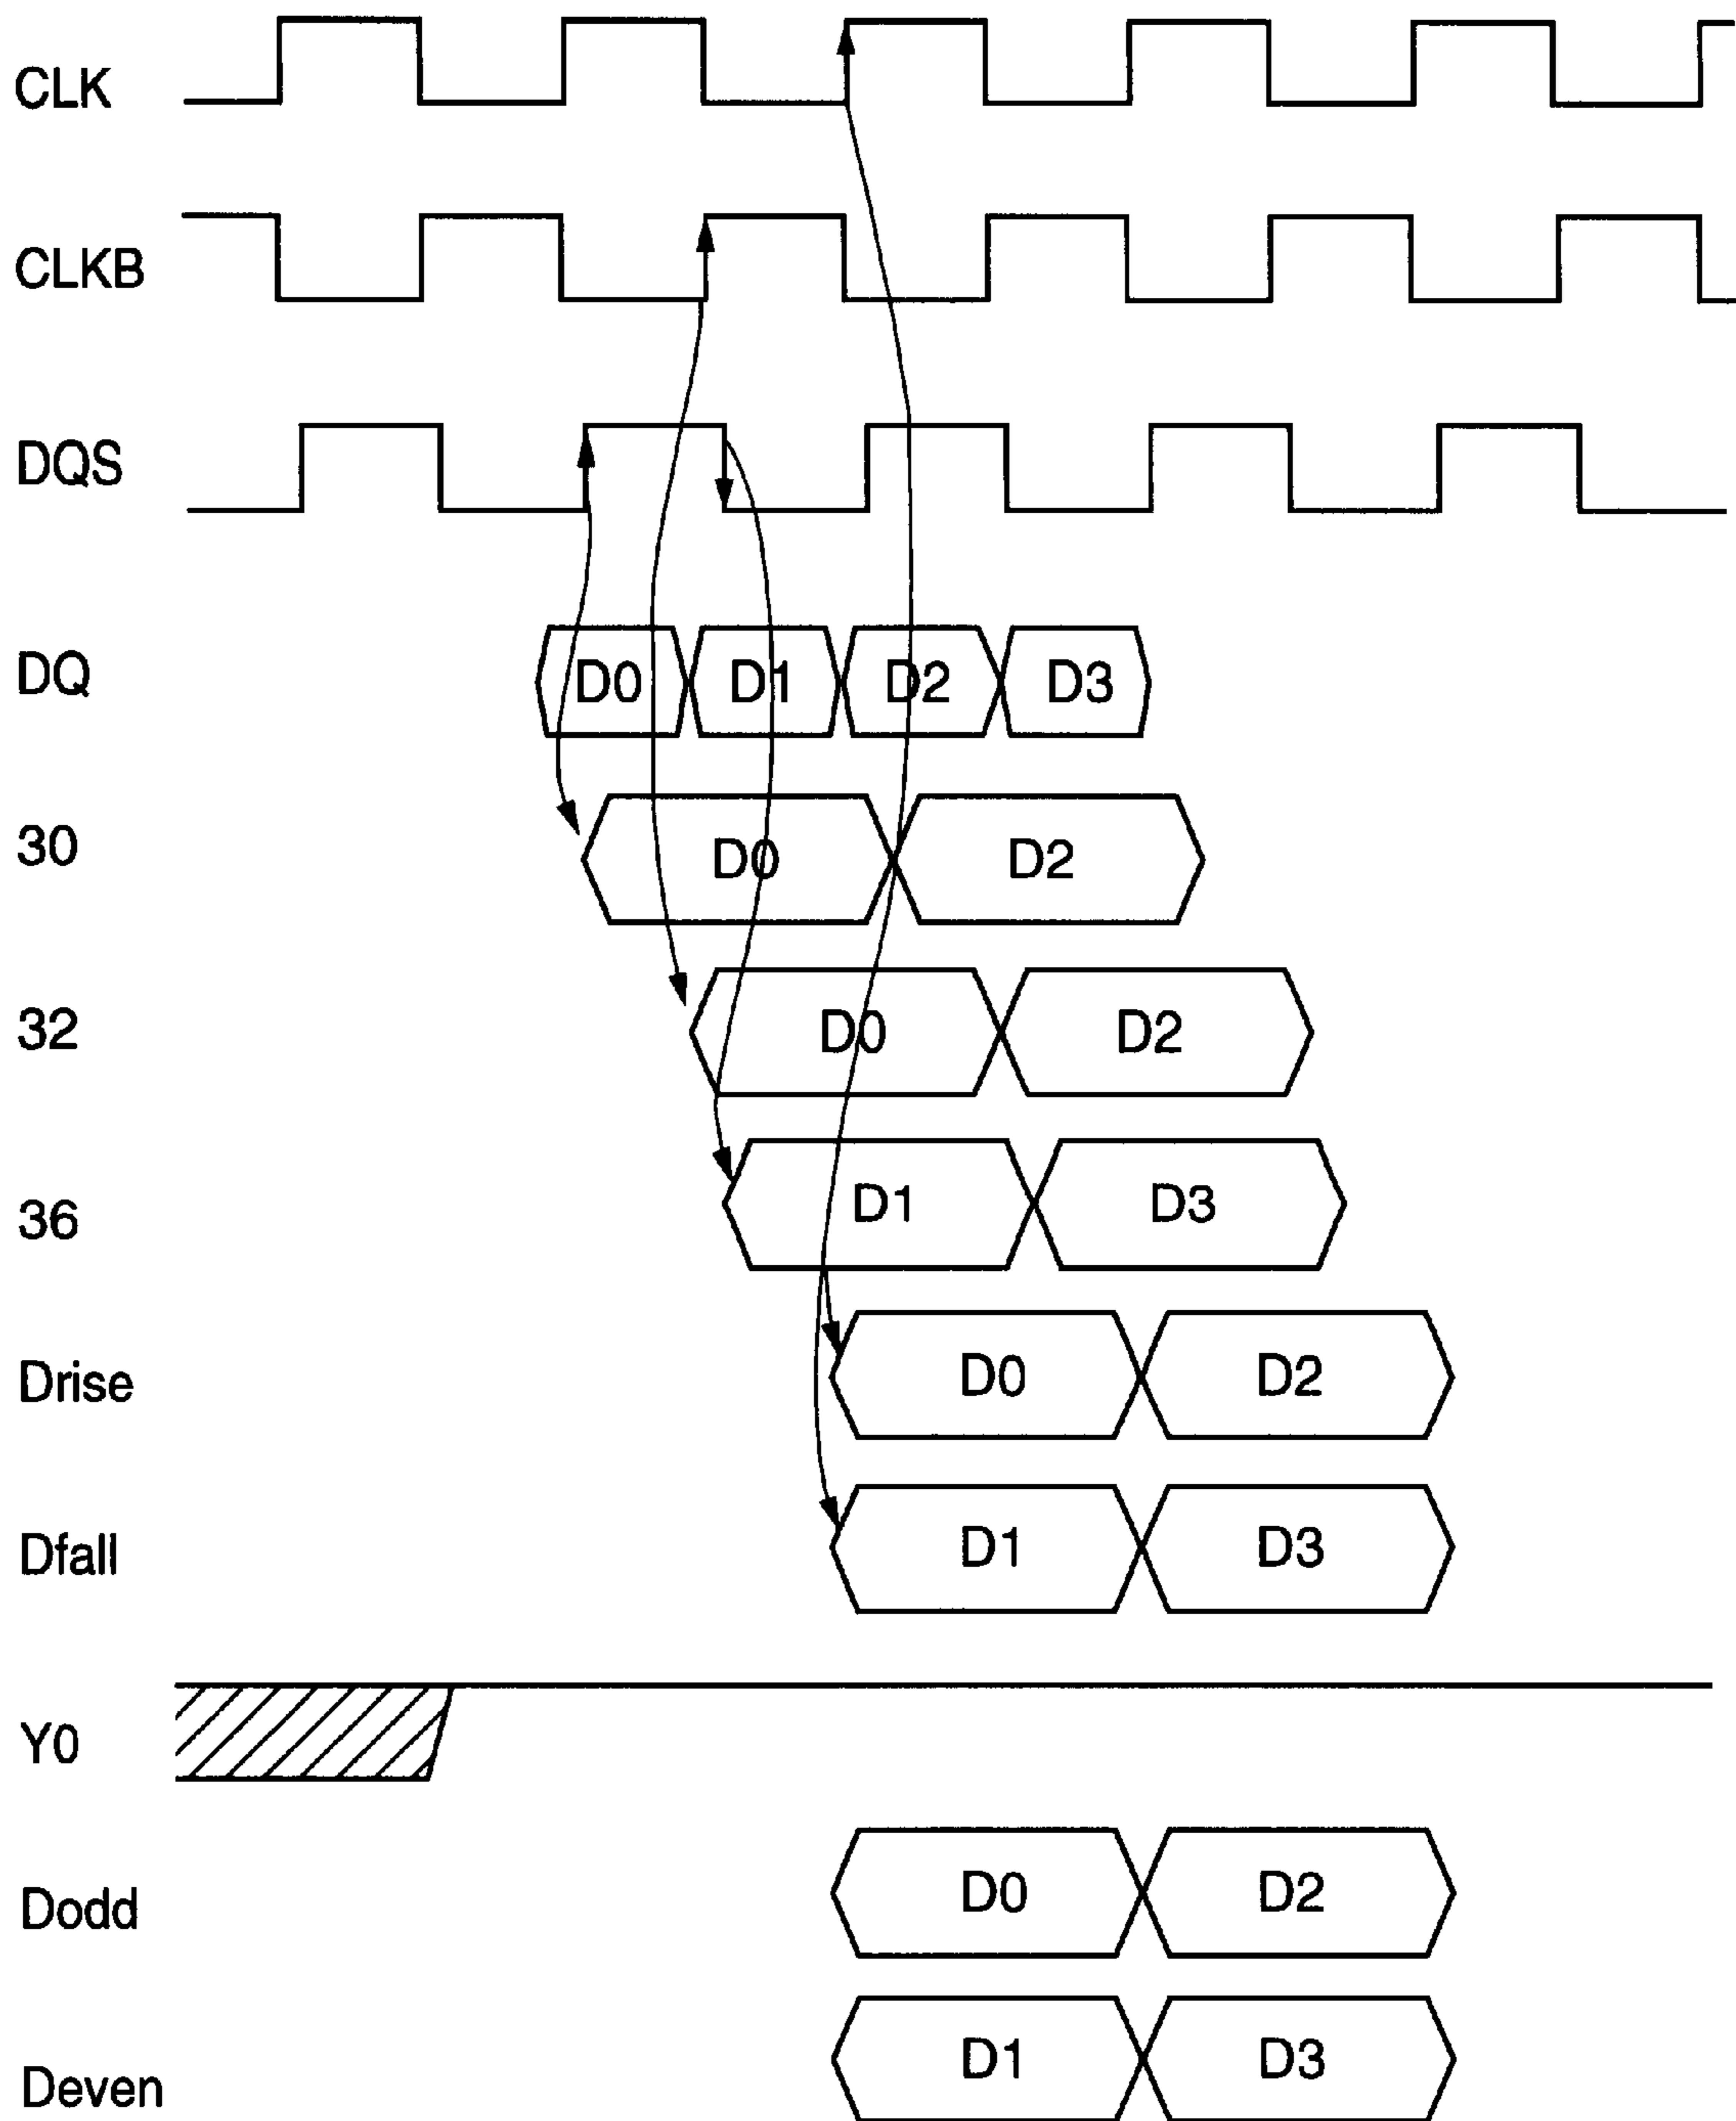 CLK
CLKB
DQS
DQ D0 D1 D2 D3
30 D0 D2
32 D0 D2
36 D1 D3
Drise D0 D2
Dfall D1 D3
Y0
Dodd D0 D2
Deven D1 D3